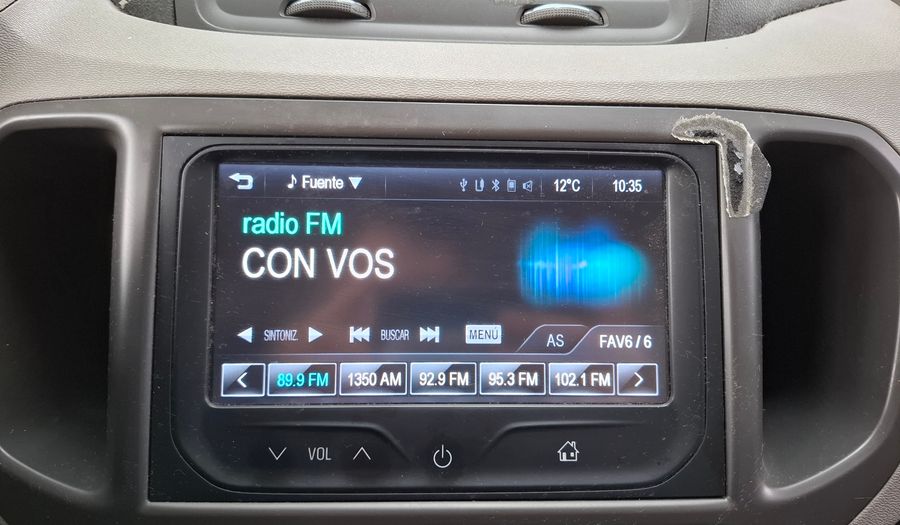 Fuente 12°C 10:35
radio FM
CON VOS
SINTONIZ. BUSCAR MENÚ AS FAV6 / 6
89.9 FM 1350 AM 92.9 FM 95.3 FM 102.1 FM
VOL